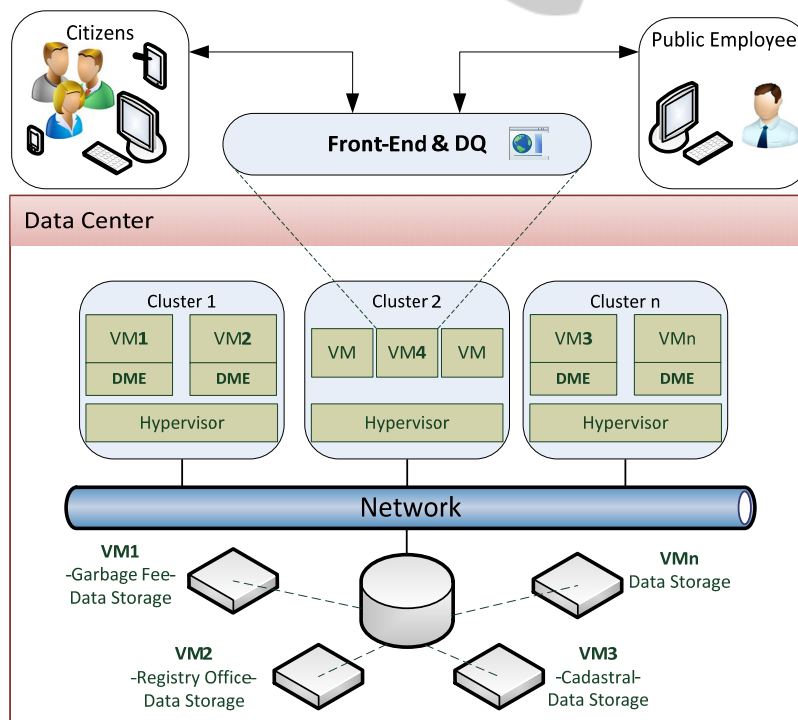 Citizens
Public Employee
Front-End & DQ
Data Center
Cluster 1
Cluster 2
Cluster n
VM1
VM2
VM
VM4
VM
VM3
VMn
DME
DME
DME
DME
Hypervisor
Hypervisor
Hypervisor
Network
VM1
-Garbage Fee-
Data Storage
VMn
Data Storage
VM2
-Registry Office-
Data Storage
VM3
-Cadastral-
Data Storage